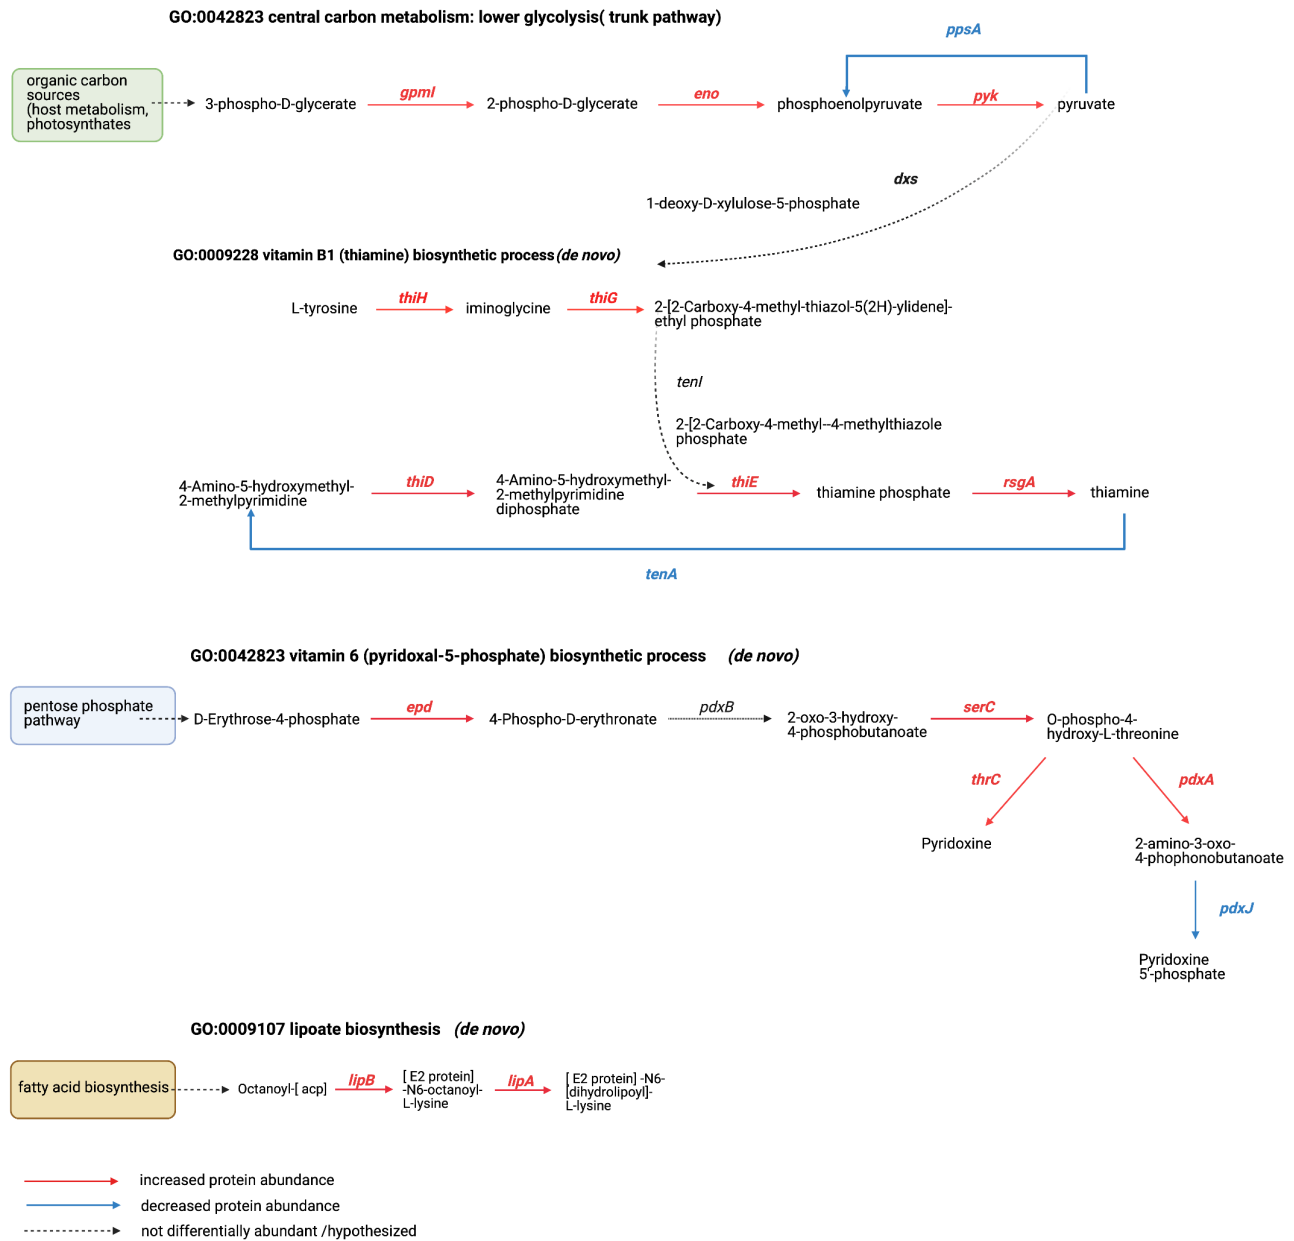 GO:0042823 central carbon metabolism: lower glycolysis( trunk pathway)
ppsA
organic carbon
sources
(host metabolism,
photosynthates
3-phospho-D-glycerate
gpmI
2-phospho-D-glycerate
eno
phosphoenolpyruvate
pyk
pyruvate
dxs
1-deoxy-D-xylulose-5-phosphate
GO:0009228 vitamin B1 (thiamine) biosynthetic process (de novo)
L-tyrosine
thiH
iminoglycine
thiG
2-[2-Carboxy-4-methyl-thiazol-5(2H)-ylidene]-
ethyl phosphate
tenI
2-[2-Carboxy-4-methyl--4-methylthiazole
phosphate
4-Amino-5-hydroxymethyl-
2-methylpyrimidine
thiD
4-Amino-5-hydroxymethyl-
2-methylpyrimidine
diphosphate
thiE
thiamine phosphate
rsgA
thiamine
tenA
GO:0042823 vitamin 6 (pyridoxal-5-phosphate) biosynthetic process (de novo)
pentose phosphate
pathway
D-Erythrose-4-phosphate
epd
4-Phospho-D-erythronate
pdxB
2-oxo-3-hydroxy-
4-phosphobutanoate
serC
O-phospho-4-
hydroxy-L-threonine
thrC
pdxA
Pyridoxine
2-amino-3-oxo-
4-phophonobutanoate
pdxJ
Pyridoxine
5'-phosphate
GO:0009107 lipoate biosynthesis (de novo)
fatty acid biosynthesis
Octanoyl-[ acp]
lipB
[ E2 protein]
-N6-octanoyl-
L-lysine
lipA
[ E2 protein] -N6-
[dihydrolipoyl]-
L-lysine
increased protein abundance
decreased protein abundance
not differentially abundant /hypothesized